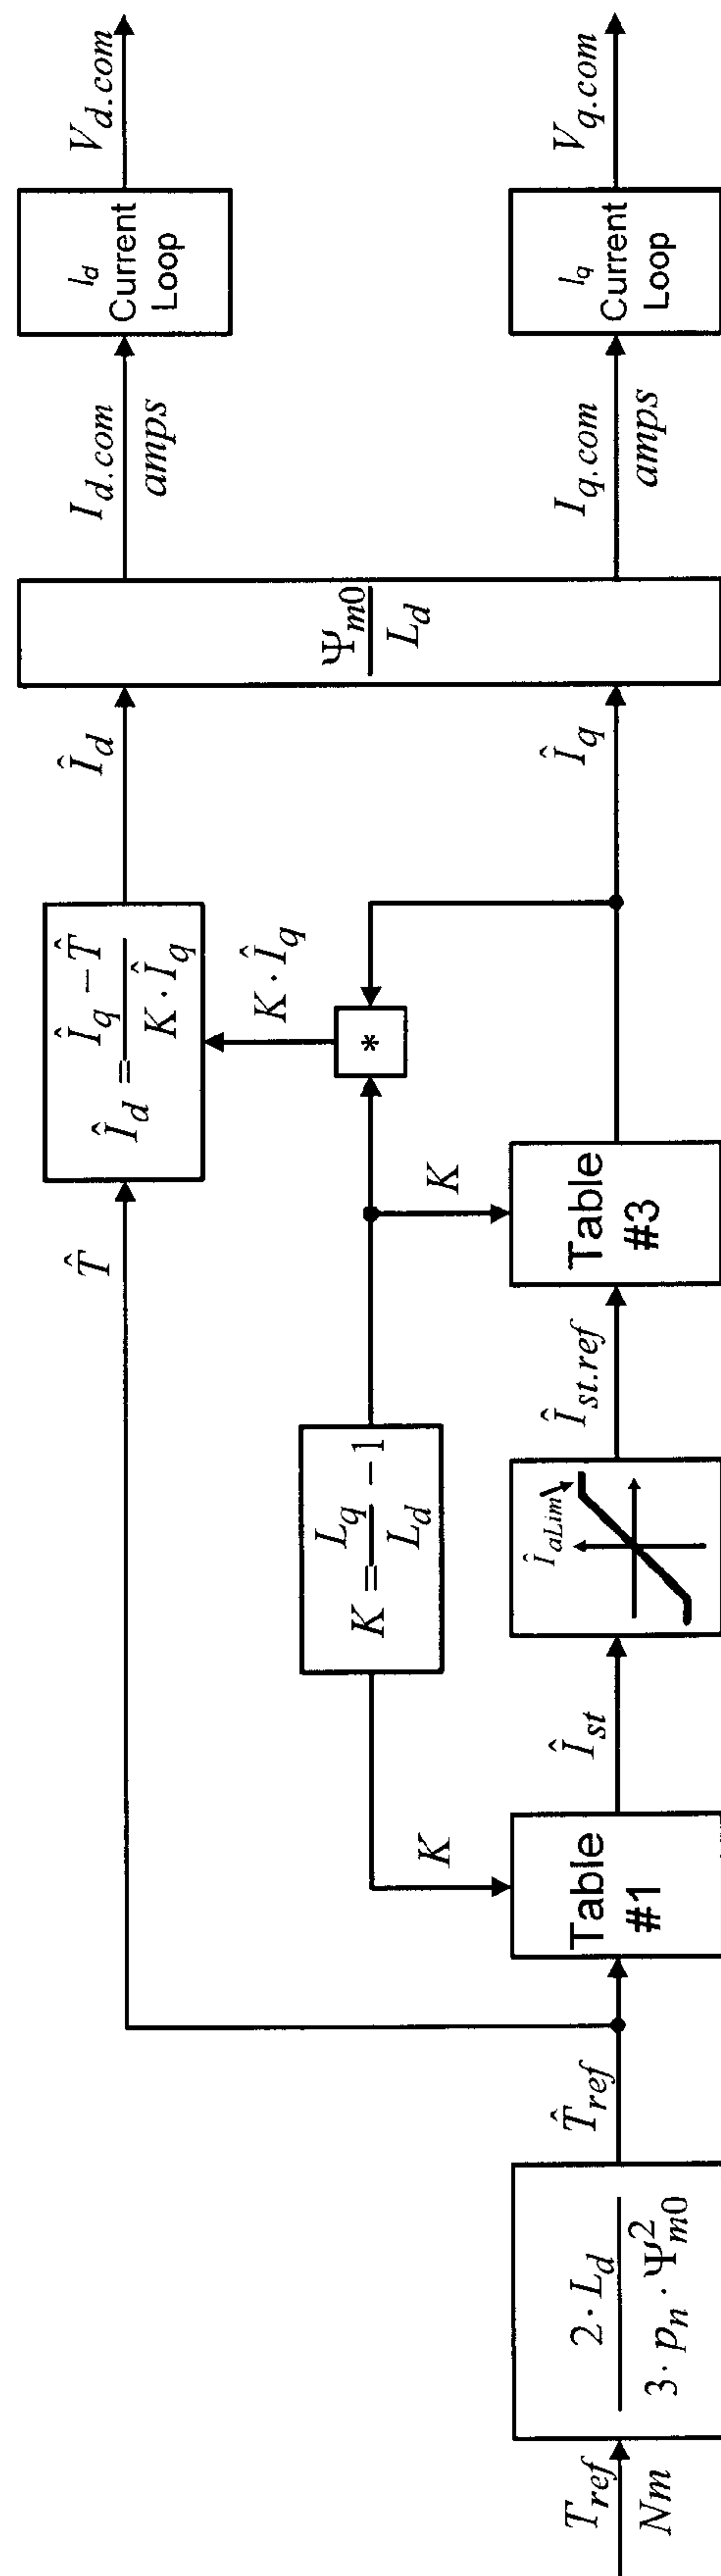 T_ref
Nm
2 · L_d
3 · p_n · Ψ_m0^2
T̂_ref
Table
#1
K
Î_st
Î_aLim
Î_st.ref
Table
#3
K
K = L_q / L_d − 1
*
K · Î_q
T̂
Î_d = (Î_q − T̂) / (K · Î_q)
Î_d
Î_q
Ψ_m0
L_d
I_d.com
amps
I_q.com
amps
I_d
Current
Loop
I_q
Current
Loop
V_d.com
V_q.com